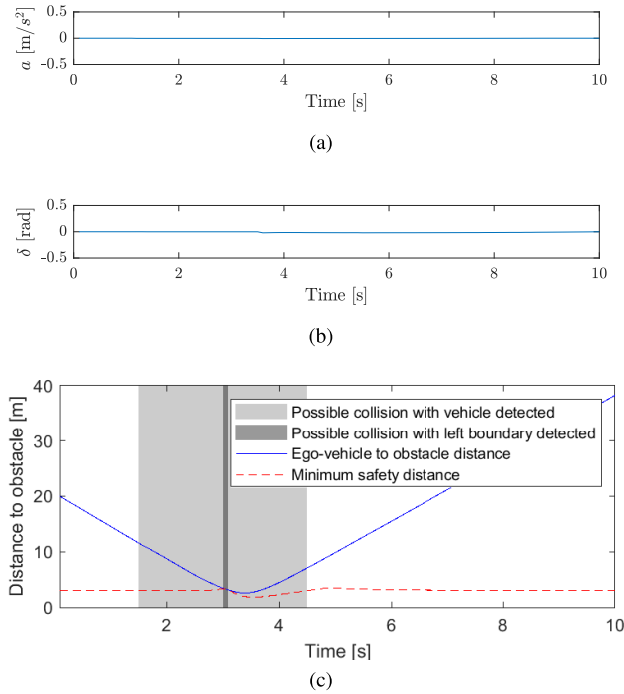 0.5
0
-0.5
a [m/s²]
0 2 4 6 8 10
Time [s]
(a)
0.5
0
-0.5
δ [rad]
0 2 4 6 8 10
Time [s]
(b)
40
30
20
10
0
Distance to obstacle [m]
Possible collision with vehicle detected
Possible collision with left boundary detected
Ego-vehicle to obstacle distance
Minimum safety distance
2 4 6 8 10
Time [s]
(c)